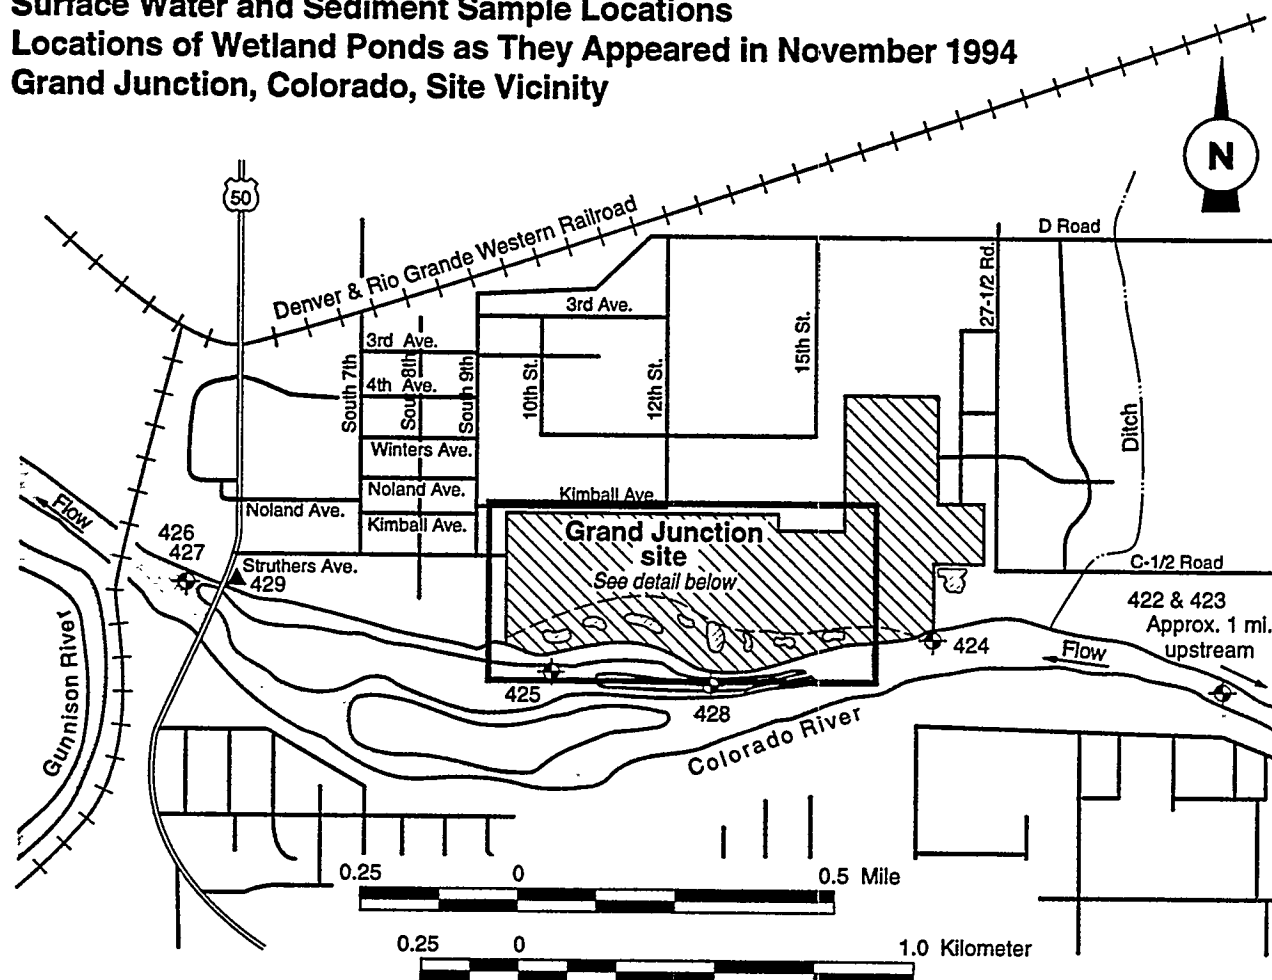 Surface Water and Sediment Sample Locations
Locations of Wetland Ponds as They Appeared in November 1994
Grand Junction, Colorado, Site Vicinity
N
50
Denver & Rio Grande Western Railroad
D Road
27-1/2 Rd.
3rd Ave.
15th St.
3rd Ave.
South 7th
South 8th
South 9th
10th St.
12th St.
4th Ave.
Ditch
Winters Ave.
Noland Ave.
Kimball Ave.
Flow
Noland Ave.
Kimball Ave.
426
427
Grand Junction
site
See detail below
Struthers Ave.
429
C-1/2 Road
422 & 423
Approx. 1 mi.
upstream
424
Flow
Gunnison River
425
428
Colorado River
0.25 0 0.5 Mile
0.25 0 1.0 Kilometer